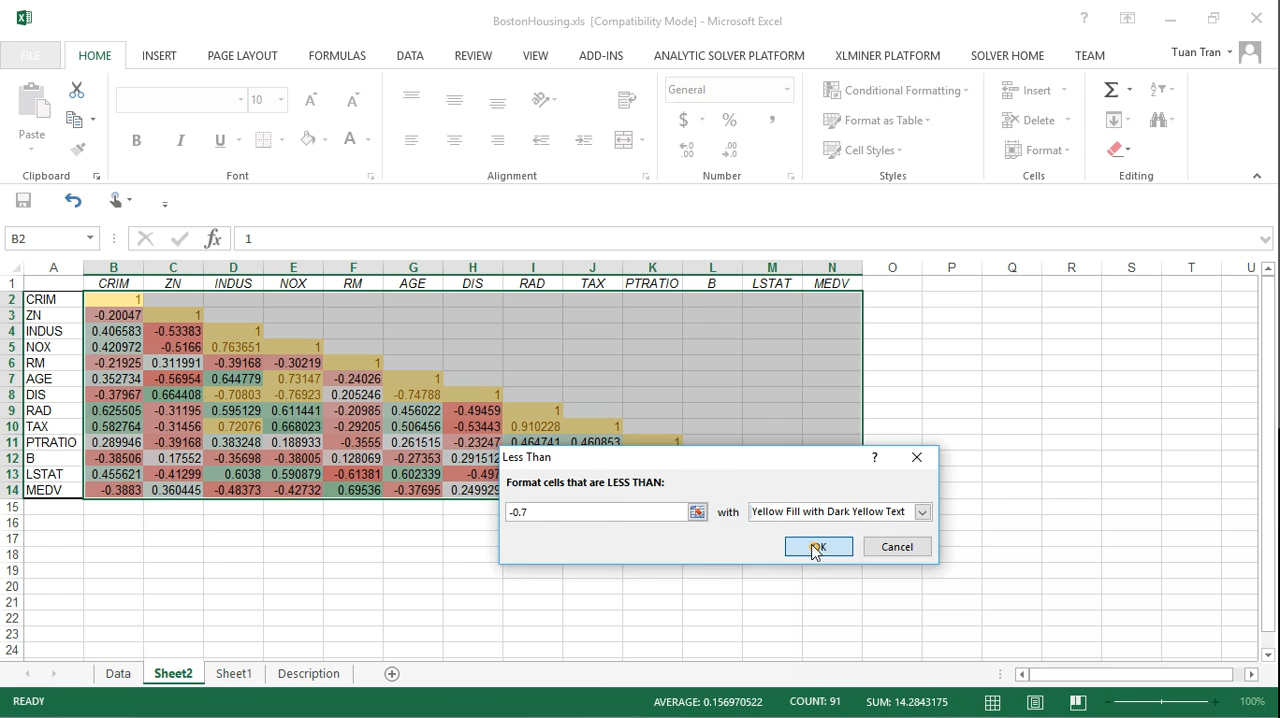 BostonHousing.xls [Compatibility Mode] - Microsoft Excel ?
FILE HOME INSERT PAGE LAYOUT FORMULAS DATA REVIEW VIEW ADD-INS ANALYTIC SOLVER PLATFORM XLMINER PLATFORM SOLVER HOME TEAM Tuan Tran
10 A A General Conditional Formatting Insert Σ
Paste B I U A $ % , Format as Table Delete
Cell Styles Format
Clipboard Font Alignment Number Styles Cells Editing
B2 fx 1
A B C D E F G H I J K L M N O P Q R S T U
1 CRIM ZN INDUS NOX RM AGE DIS RAD TAX PTRATIO B LSTAT MEDV
2 CRIM 1
3 ZN -0.20047 1
4 INDUS 0.406583 -0.53383 1
5 NOX 0.420972 -0.5166 0.763651 1
6 RM -0.21925 0.311991 -0.39168 -0.30219 1
7 AGE 0.352734 -0.56954 0.644779 0.73147 -0.24026 1
8 DIS -0.37967 0.664408 -0.70803 -0.76923 0.205246 -0.74788 1
9 RAD 0.625505 -0.31195 0.595129 0.611441 -0.20985 0.456022 -0.49459 1
10 TAX 0.582764 -0.31456 0.72076 0.668023 -0.29205 0.506456 -0.53443 0.910228 1
11 PTRATIO 0.289946 -0.39168 0.383248 0.188933 -0.3555 0.261515 -0.23247 0.464741 0.460853 1
12 B -0.38506 0.17552 -0.35698 -0.38005 0.128069 -0.27353 0.291512
13 LSTAT 0.455621 -0.41299 0.6038 0.590879 -0.61381 0.602339 -0.497
14 MEDV -0.3883 0.360445 -0.48373 -0.42732 0.69536 -0.37695 0.249929
15
16
17
18
19
20
21
22
23
24
Less Than ?
Format cells that are LESS THAN:
-0.7 with Yellow Fill with Dark Yellow Text
OK Cancel
Data Sheet2 Sheet1 Description
READY AVERAGE: 0.156970522 COUNT: 91 SUM: 14.2843175 100%